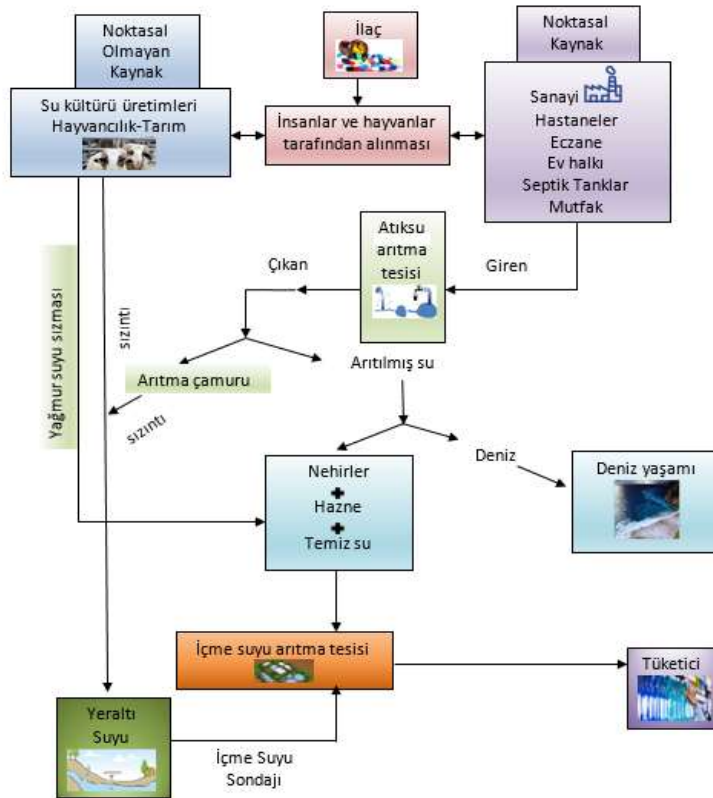 Noktasal
Olmayan
Kaynak
Su kültürü üretimleri
Hayvancılık-Tarım
İlaç
İnsanlar ve hayvanlar
tarafından alınması
Noktasal
Kaynak
Sanayi
Hastaneler
Eczane
Ev halkı
Septik Tanklar
Mutfak
Atıksu
arıtma
tesisi
Çıkan
Giren
Yağmur suyu sızması
sızıntı
Arıtma çamuru
Arıtılmış su
sızıntı
Nehirler
Hazne
Temiz su
Deniz
Deniz yaşamı
İçme suyu arıtma tesisi
Tüketici
Yeraltı
Suyu
İçme Suyu
Sondajı